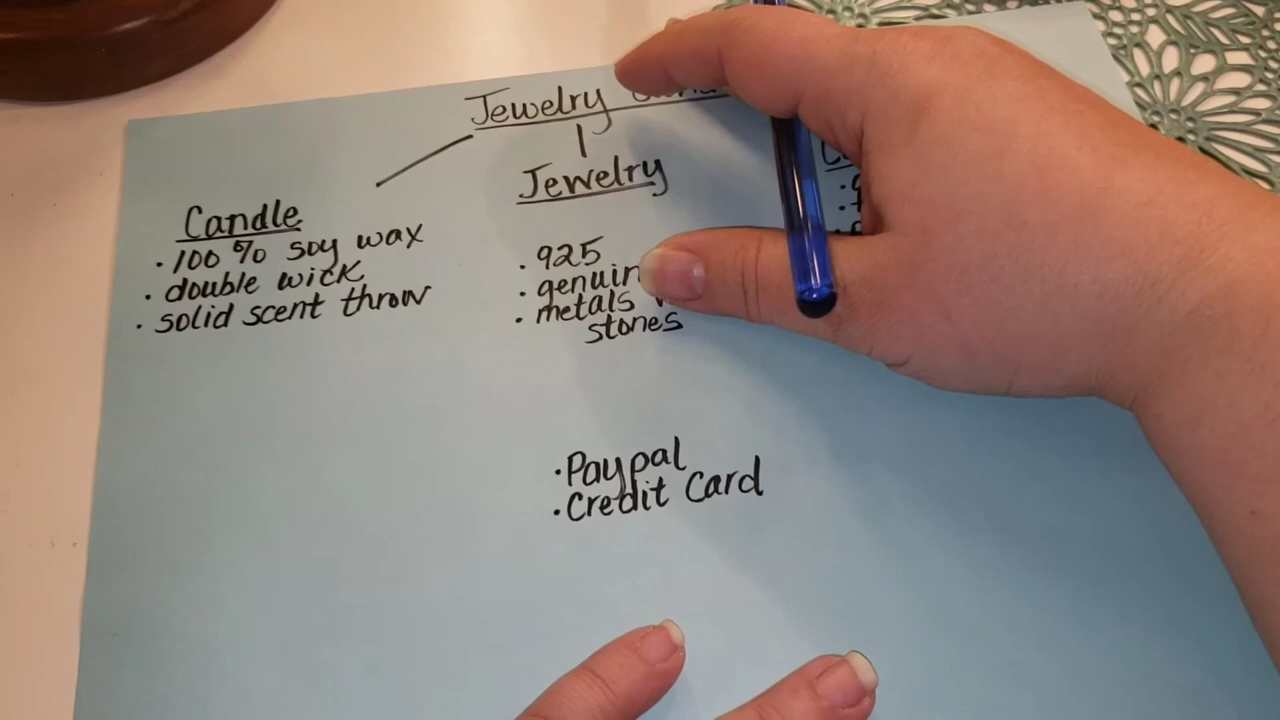 Jewelry
Jewelry
Candle
• 100 % soy wax
• double wick
• solid scent throw
• 925
• genuin
• metals
stones
• Paypal
• Credit Card